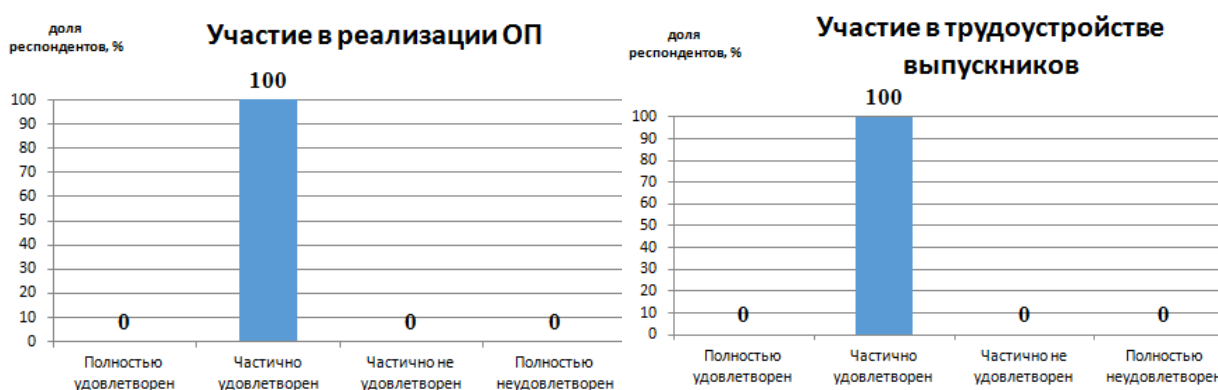 доля
респондентов, %
Участие в реализации ОП
100
100
90
80
70
60
50
40
30
20
10
0
0
0
0
Полностью
удовлетворен
Частично
удовлетворен
Частично не
удовлетворен
Полностью
неудовлетворен
доля
респондентов, %
Участие в трудоустройстве
выпускников
100
100
90
80
70
60
50
40
30
20
10
0
0
0
0
Полностью
удовлетворен
Частично
удовлетворен
Частично не
удовлетворен
Полностью
неудовлетворен